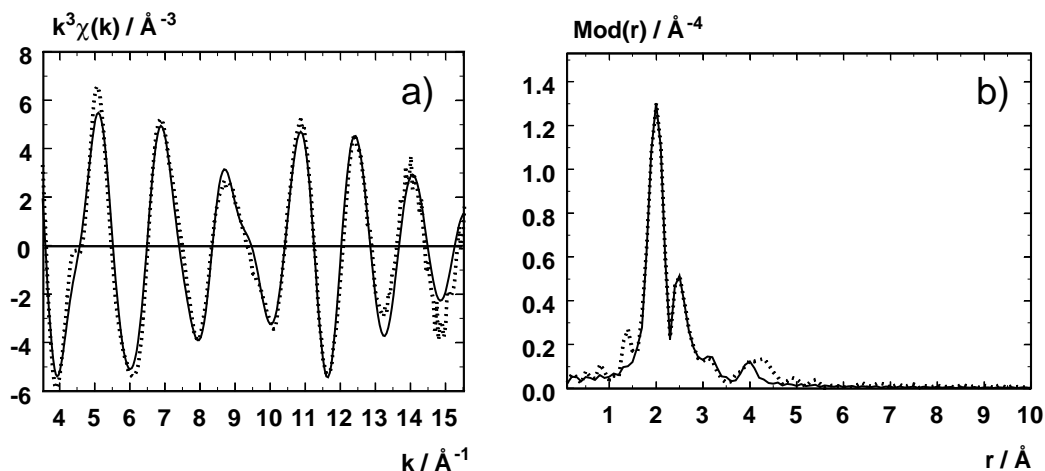 k³χ(k) / Å⁻³
8
6
4
2
0
-2
-4
-6
a)
4 5 6 7 8 9 10 11 12 13 14 15
k / Å⁻¹
Mod(r) / Å⁻⁴
1.4
1.2
1.0
0.8
0.6
0.4
0.2
0.0
b)
1 2 3 4 5 6 7 8 9 10
r / Å